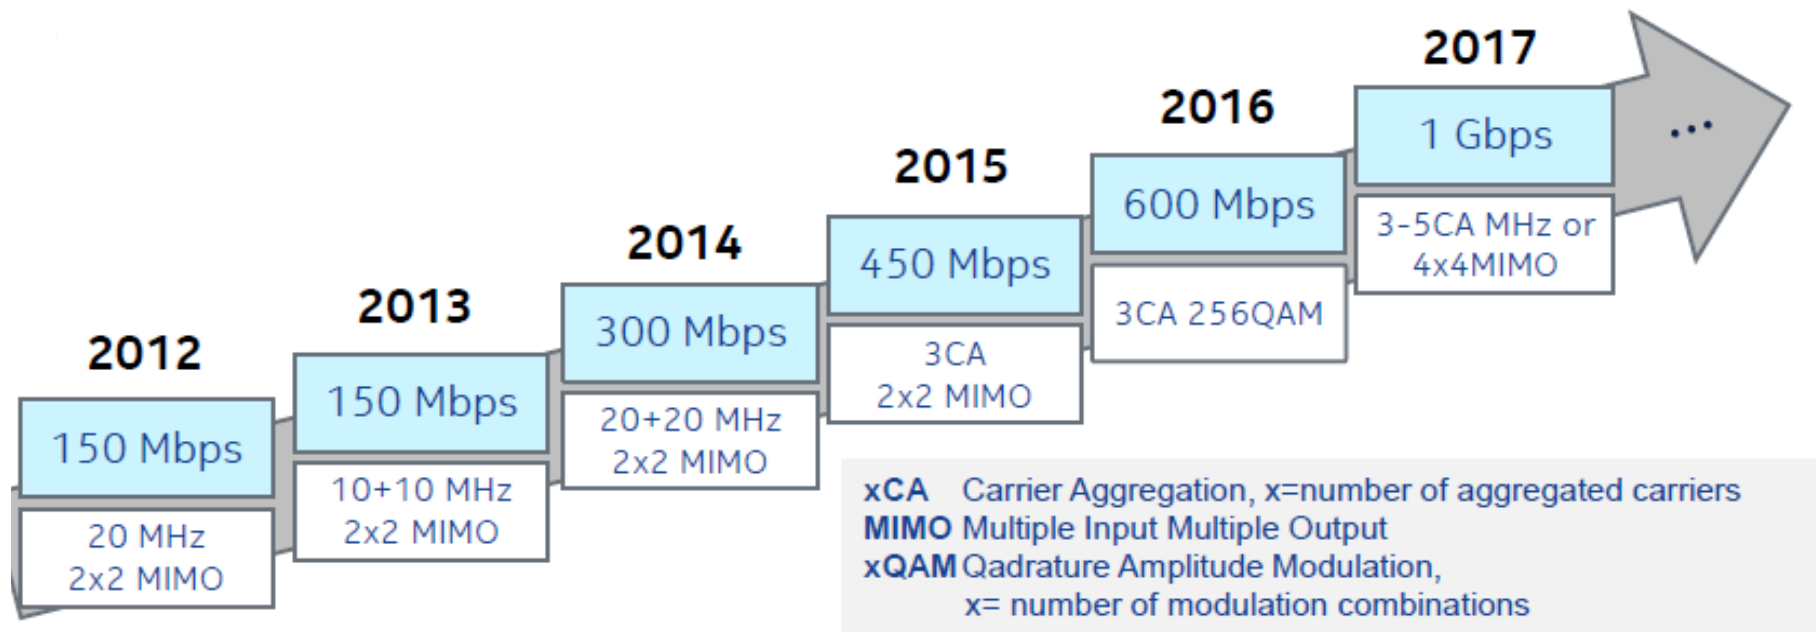 2012
150 Mbps
20 MHz
2x2 MIMO
2013
150 Mbps
10+10 MHz
2x2 MIMO
2014
300 Mbps
20+20 MHz
2x2 MIMO
2015
450 Mbps
3CA
2x2 MIMO
2016
600 Mbps
3CA 256QAM
2017
1 Gbps
3-5CA MHz or
4x4MIMO
...
xCA Carrier Aggregation, x=number of aggregated carriers
MIMO Multiple Input Multiple Output
xQAM Qadrature Amplitude Modulation,
x= number of modulation combinations